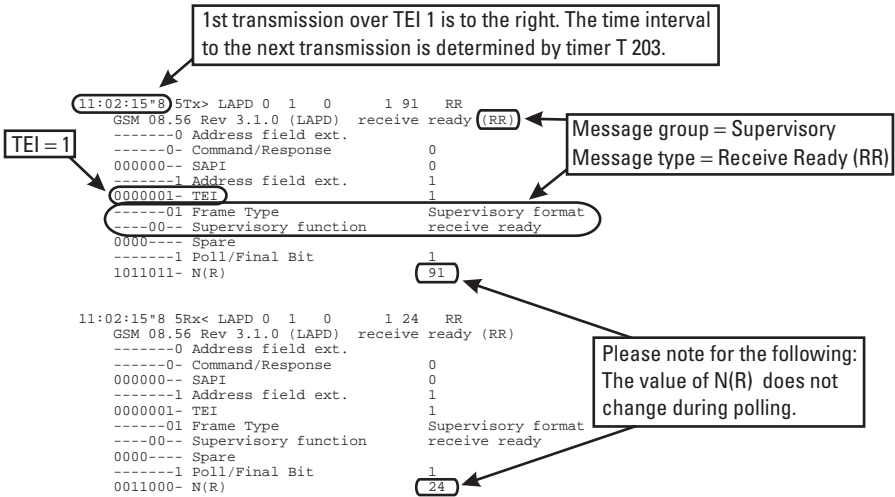 1st transmission over TEI 1 is to the right. The time interval
to the next transmission is determined by timer T 203.
11:02:15"8 5Tx> LAPD 0 1 0 1 91 RR
GSM 08.56 Rev 3.1.0 (LAPD) receive ready (RR)
-------0 Address field ext.
------0- Command/Response 0
000000-- SAPI 0
-------1 Address field ext. 1
0000001- TEI 1
------01 Frame Type Supervisory format
----00-- Supervisory function receive ready
0000---- Spare
-------1 Poll/Final Bit 1
1011011- N(R) 91
TEI = 1
Message group = Supervisory
Message type = Receive Ready (RR)
11:02:15"8 5Rx< LAPD 0 1 0 1 24 RR
GSM 08.56 Rev 3.1.0 (LAPD) receive ready (RR)
-------0 Address field ext.
------0- Command/Response 0
000000-- SAPI 0
-------1 Address field ext. 1
0000001- TEI 1
------01 Frame Type Supervisory format
----00-- Supervisory function receive ready
0000---- Spare
-------1 Poll/Final Bit 1
0011000- N(R) 24
Please note for the following:
The value of N(R) does not
change during polling.